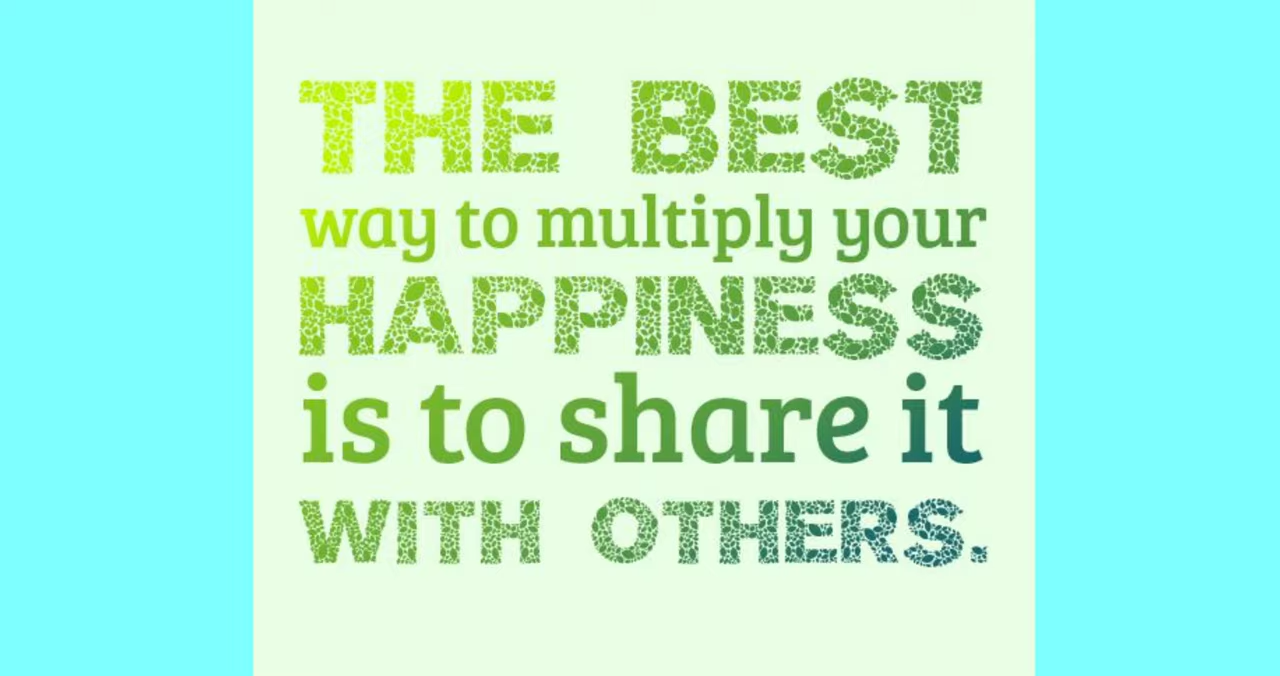 THE BEST
way to multiply your
HAPPINESS
is to share it
WITH OTHERS.